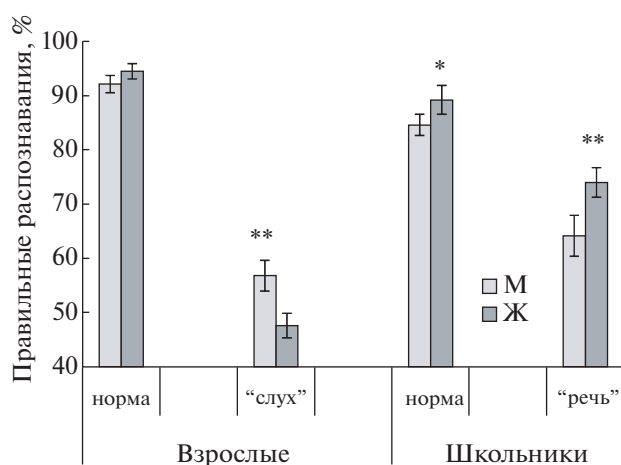 Правильные распознавания, %
100
90
80
70
60
50
40
**
*
**
М
Ж
норма
“слух”
норма
“речь”
Взрослые
Школьники